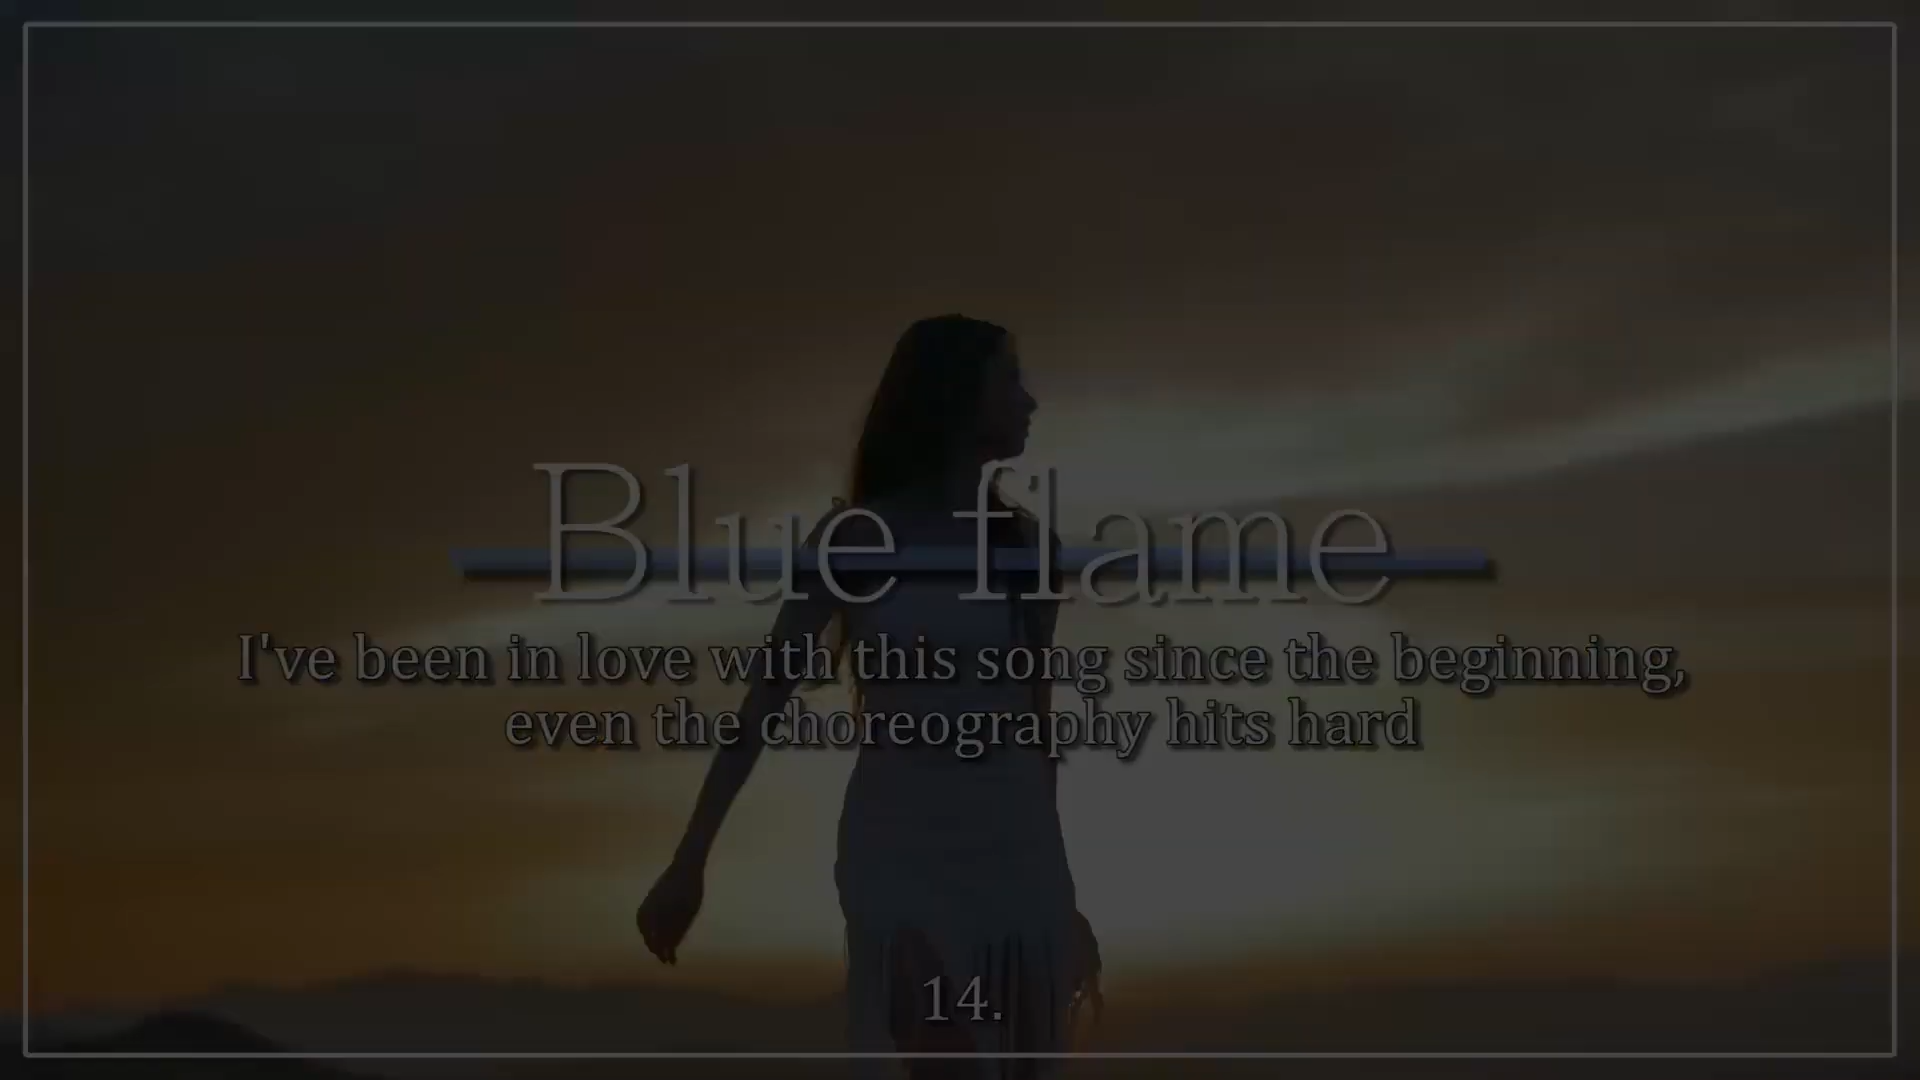 Blue flame
I've been in love with this song since the beginning,
even the choreography hits hard
14.